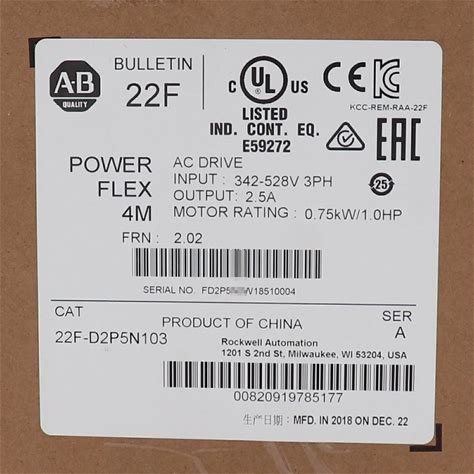 A-B
QUALITY
BULLETIN
22F
C UL US
LISTED
IND. CONT. EQ.
E59272
CE
KC
KCC-REM-RAA-22F
EAC
25
POWER
FLEX
4M
AC DRIVE
INPUT : 342-528V 3PH
OUTPUT: 2.5A
MOTOR RATING : 0.75kW/1.0HP
FRN : 2.02
SERIAL NO. FD2P5 W18510004
CAT
22F-D2P5N103
PRODUCT OF CHINA
SER
A
Rockwell Automation
1201 S 2nd St, Milwaukee, WI 53204, USA
00820919785177
生产日期: MFD. IN 2018 ON DEC. 22